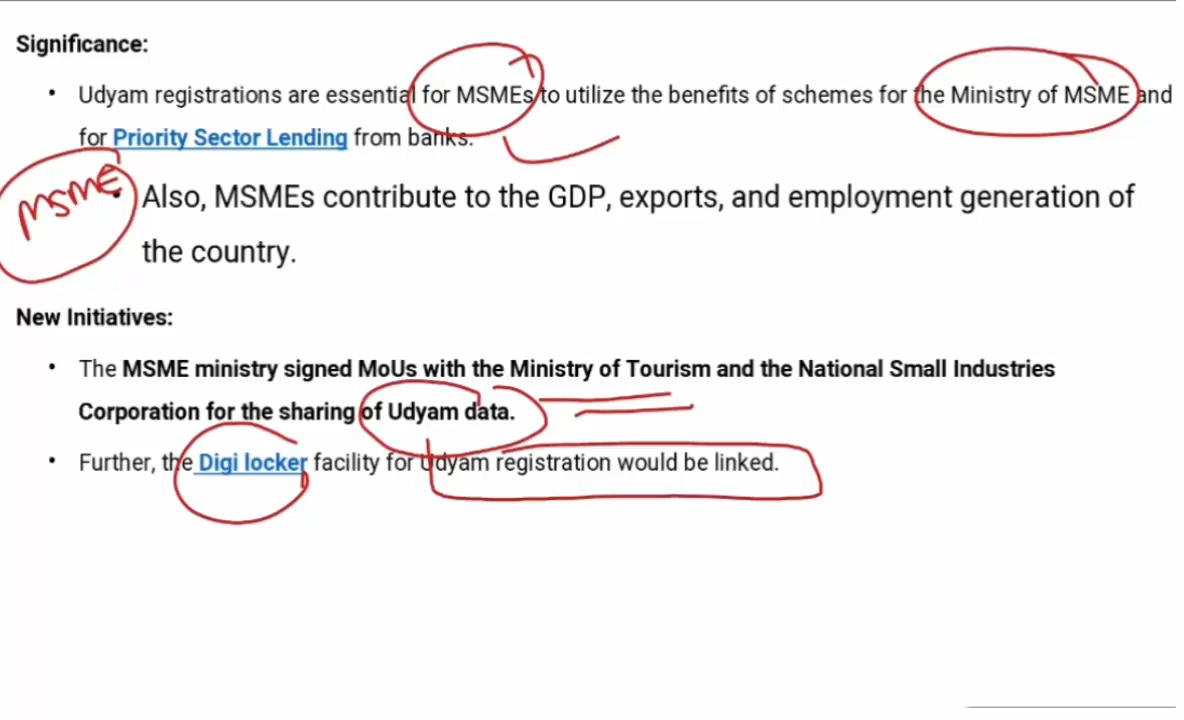 Significance:
• Udyam registrations are essential for MSMEs to utilize the benefits of schemes for the Ministry of MSME and
for Priority Sector Lending from banks.
MSME
• Also, MSMEs contribute to the GDP, exports, and employment generation of
the country.
New Initiatives:
• The MSME ministry signed MoUs with the Ministry of Tourism and the National Small Industries
Corporation for the sharing of Udyam data.
• Further, the Digi locker facility for Udyam registration would be linked.